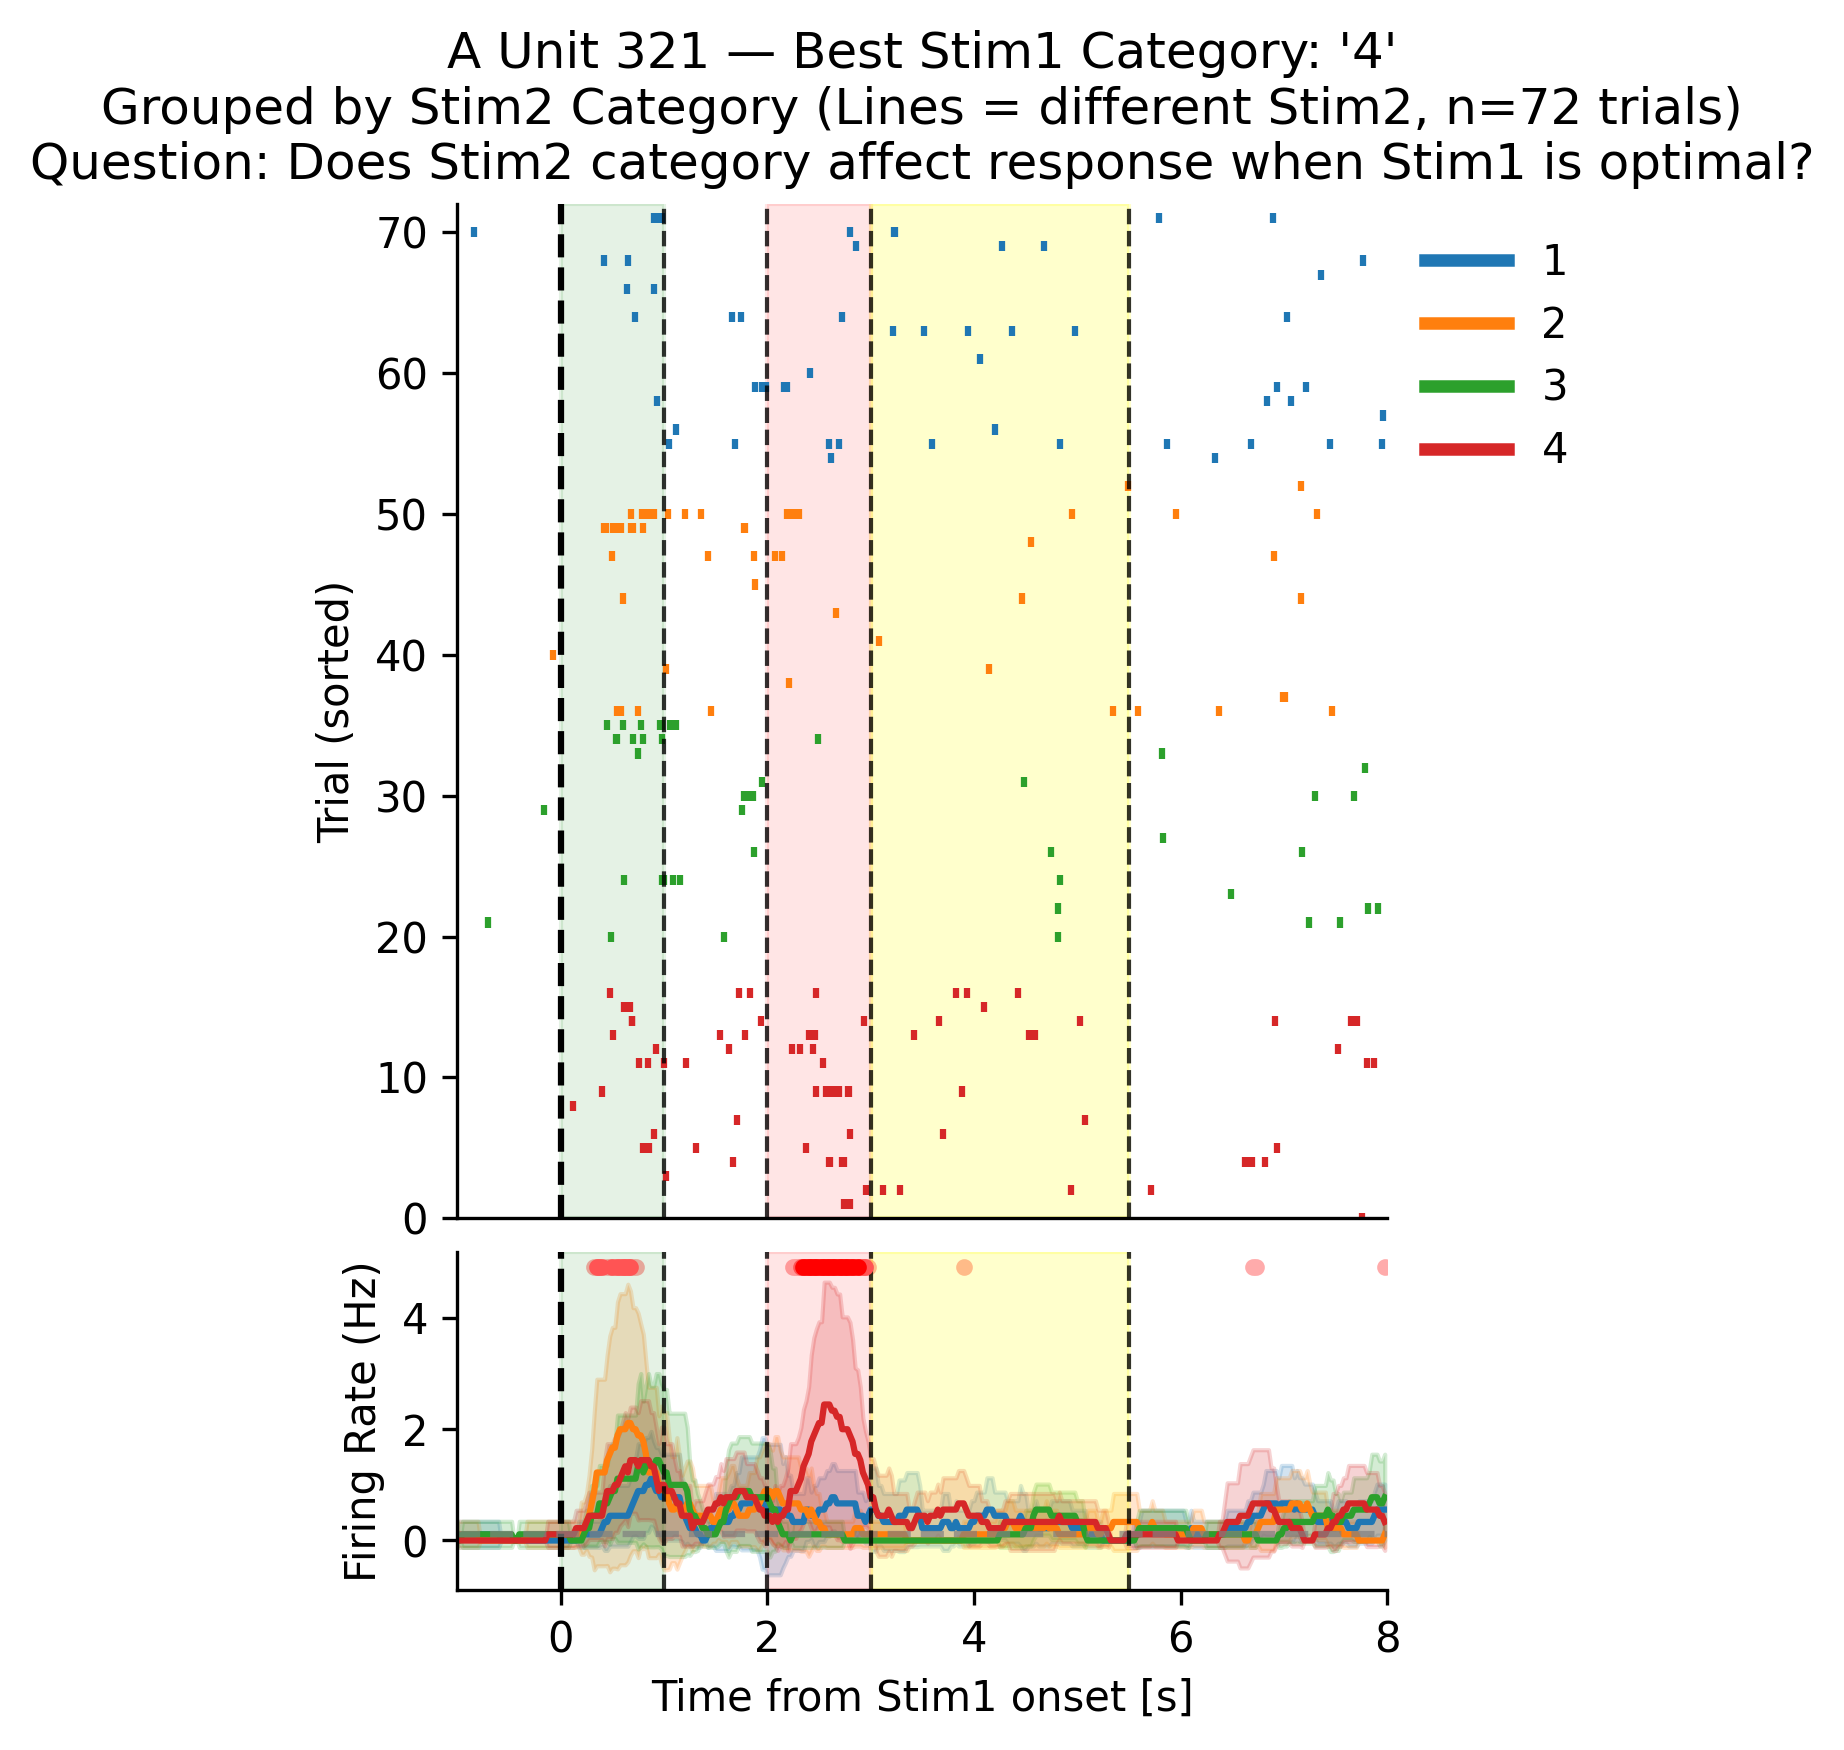 A Unit 321 — Best Stim1 Category: '4'
Grouped by Stim2 Category (Lines = different Stim2, n=72 trials)
Question: Does Stim2 category affect response when Stim1 is optimal?
70
60
50
40
30
20
10
0
Trial (sorted)
1
2
3
4
4
2
0
Firing Rate (Hz)
0 2 4 6 8
Time from Stim1 onset [s]